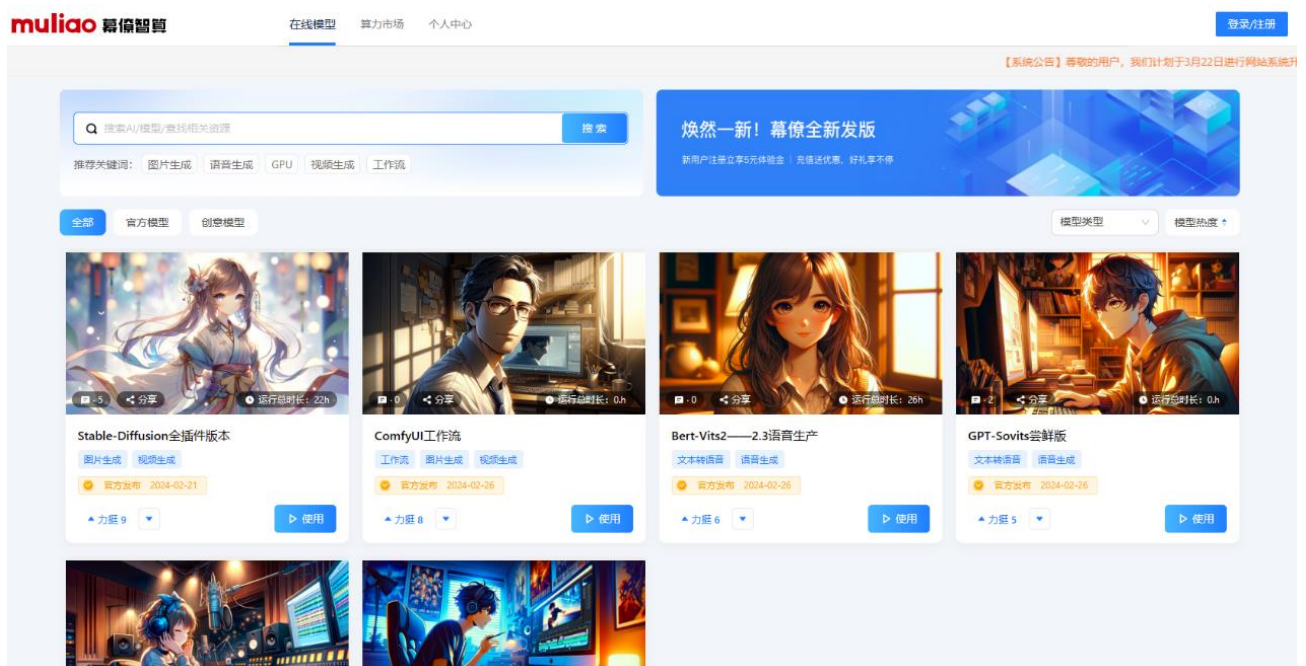 muliao 幕僚智算
在线模型 算力市场 个人中心
登录/注册
【系统公告】尊敬的用户，我们计划于3月22日进行网站系统升
搜索AI/模型/查找相关资源
搜索
推荐关键词： 图片生成 语音生成 GPU 视频生成 工作流
焕然一新！幕僚全新发版
新用户注册立享5元体验金 | 充值送优惠，好礼享不停
全部 官方模型 创意模型
模型类型 模型热度
· 5 分享 运行总时长：22h
· 0 分享 运行总时长：0.h
· 0 分享 运行总时长：26h
· 2 分享 运行总时长：0.h
Stable-Diffusion全插件版本
图片生成 视频生成
官方发布 2024-02-21
力挺 9 使用
ComfyUI工作流
工作流 图片生成 视频生成
官方发布 2024-02-26
力挺 8 使用
Bert-Vits2——2.3语音生产
文本转语音 语音生成
官方发布 2024-02-26
力挺 6 使用
GPT-Sovits尝鲜版
文本转语音 语音生成
官方发布 2024-02-26
力挺 5 使用